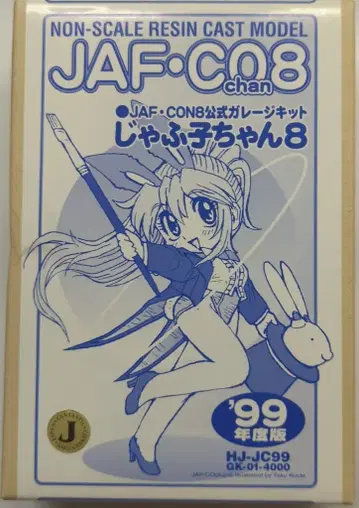 NON-SCALE RESIN CAST MODEL
JAF・CO8
chan
●JAF・CON8公式ガレージキット
じゃふ子ちゃん8
'99
年度版
J
HJ-JC99
GK-01-4000